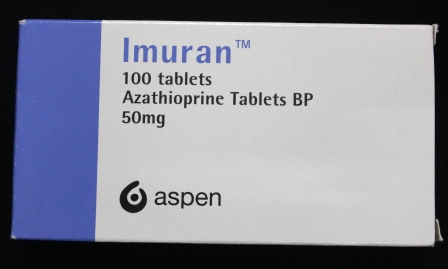 Imuran™
100 tablets
Azathioprine Tablets BP
50mg
aspen